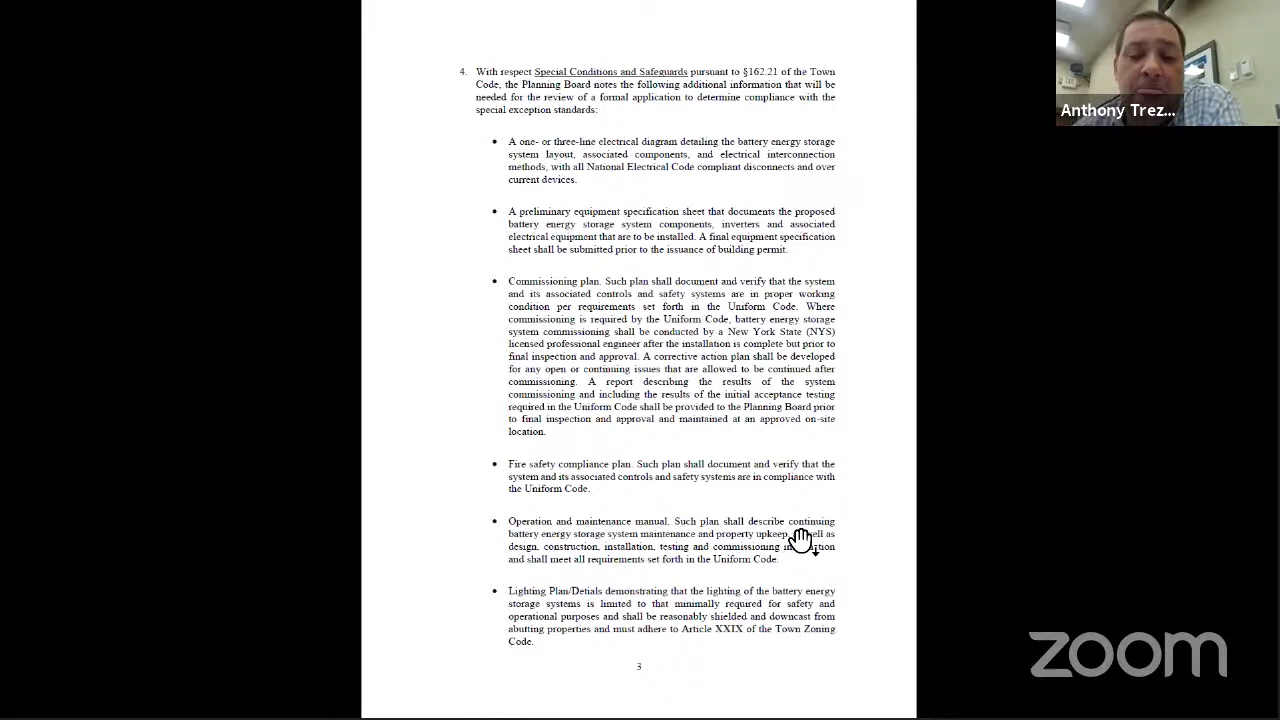 4. With respect Special Conditions and Safeguards pursuant to §162.21 of the Town
Code, the Planning Board notes the following additional information that will be
needed for the review of a formal application to determine compliance with the
special exception standards:
• A one- or three-line electrical diagram detailing the battery energy storage
system layout, associated components, and electrical interconnection
methods, with all National Electrical Code compliant disconnects and over
current devices.
• A preliminary equipment specification sheet that documents the proposed
battery energy storage system components, inverters and associated
electrical equipment that are to be installed. A final equipment specification
sheet shall be submitted prior to the issuance of building permit.
• Commissioning plan. Such plan shall document and verify that the system
and its associated controls and safety systems are in proper working
condition per requirements set forth in the Uniform Code. Where
commissioning is required by the Uniform Code, battery energy storage
system commissioning shall be conducted by a New York State (NYS)
licensed professional engineer after the installation is complete but prior to
final inspection and approval. A corrective action plan shall be developed
for any open or continuing issues that are allowed to be continued after
commissioning. A report describing the results of the system
commissioning and including the results of the initial acceptance testing
required in the Uniform Code shall be provided to the Planning Board prior
to final inspection and approval and maintained at an approved on-site
location.
• Fire safety compliance plan. Such plan shall document and verify that the
system and its associated controls and safety systems are in compliance with
the Uniform Code.
• Operation and maintenance manual. Such plan shall describe continuing
battery energy storage system maintenance and property upkeep, as
design, construction, installation, testing and commissioning
and shall meet all requirements set forth in the Uniform Code.
• Lighting Plan/Detials demonstrating that the lighting of the battery energy
storage systems is limited to that minimally required for safety and
operational purposes and shall be reasonably shielded and downcast from
abutting properties and must adhere to Article XXIX of the Town Zoning
Code.
3
Anthony Trez...
zoom